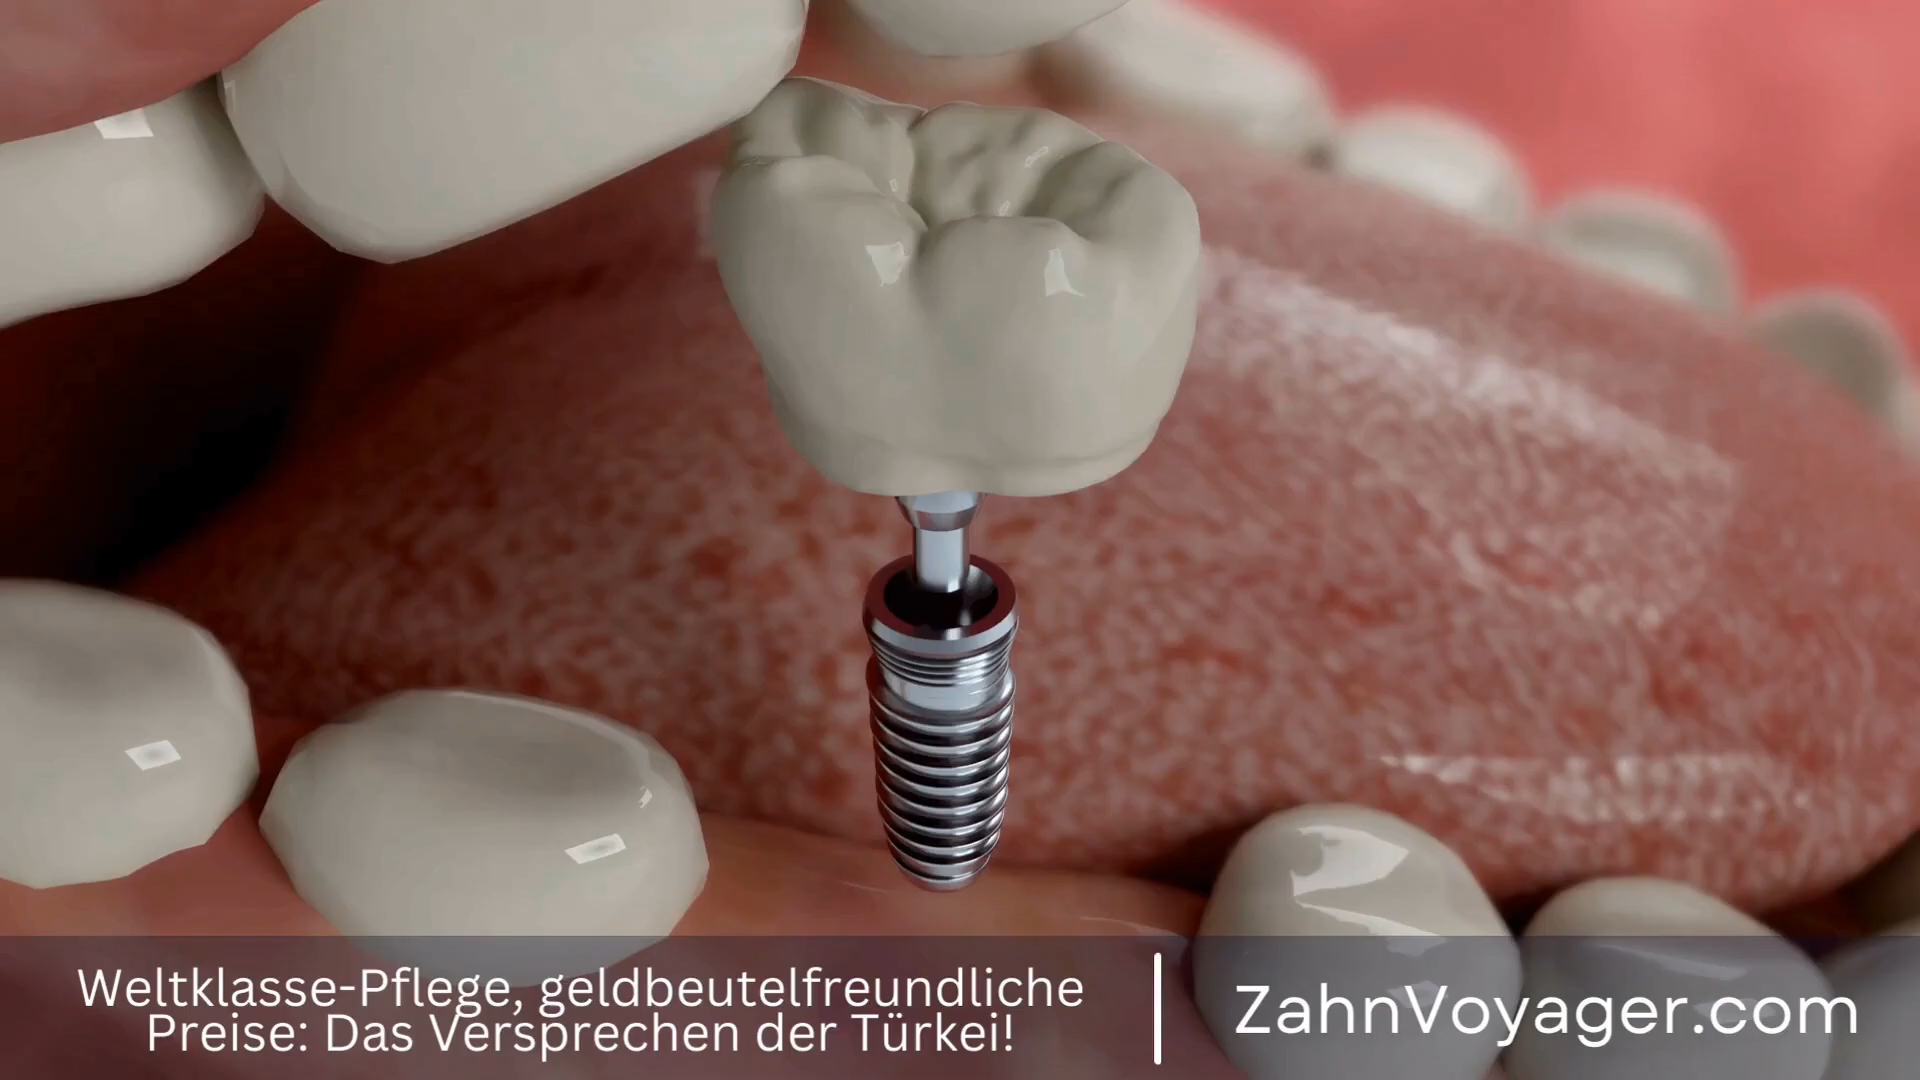 Weltklasse-Pflege, geldbeutelfreundliche
Preise: Das Versprechen der Türkei!
ZahnVoyager.com